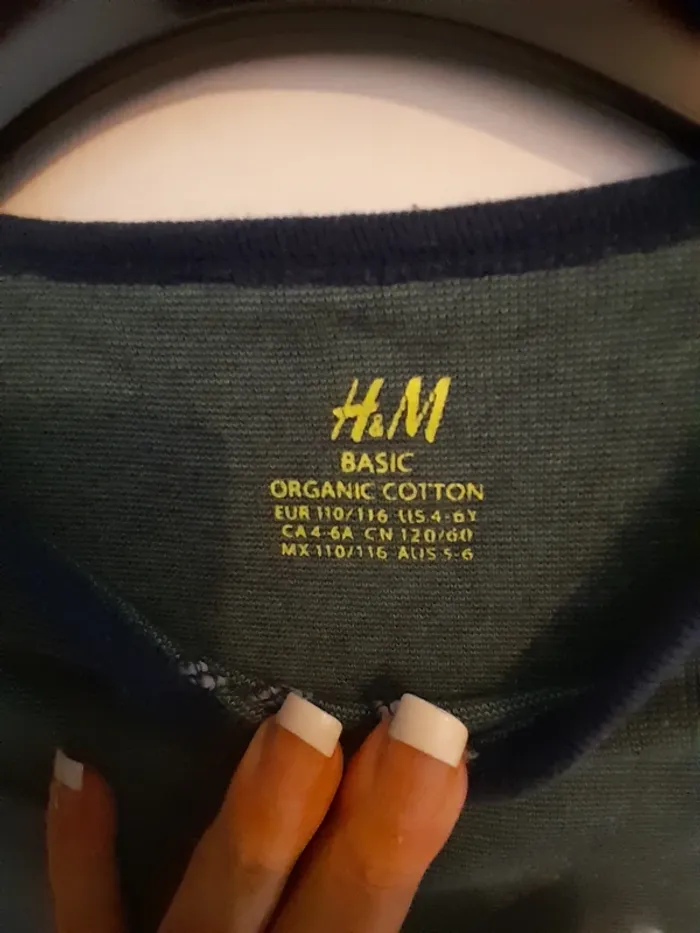 H&M
BASIC
ORGANIC COTTON
EUR 110/116 US 4-6Y
CA 4-6A CN 120/60
MX 110/116 AUS 5-6